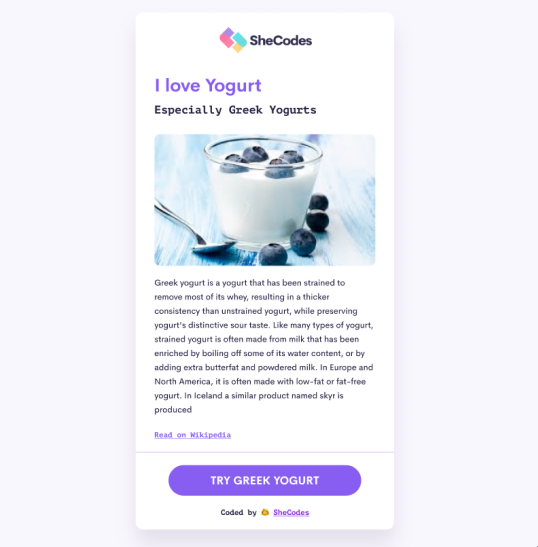 SheCodes
I love Yogurt
Especially Greek Yogurts
Greek yogurt is a yogurt that has been strained to
remove most of its whey, resulting in a thicker
consistency than unstrained yogurt, while preserving
yogurt's distinctive sour taste. Like many types of yogurt,
strained yogurt is often made from milk that has been
enriched by boiling off some of its water content, or by
adding extra butterfat and powdered milk. In Europe and
North America, it is often made with low-fat or fat-free
yogurt. In Iceland a similar product named skyr is
produced
Read on Wikipedia
TRY GREEK YOGURT
Coded by SheCodes